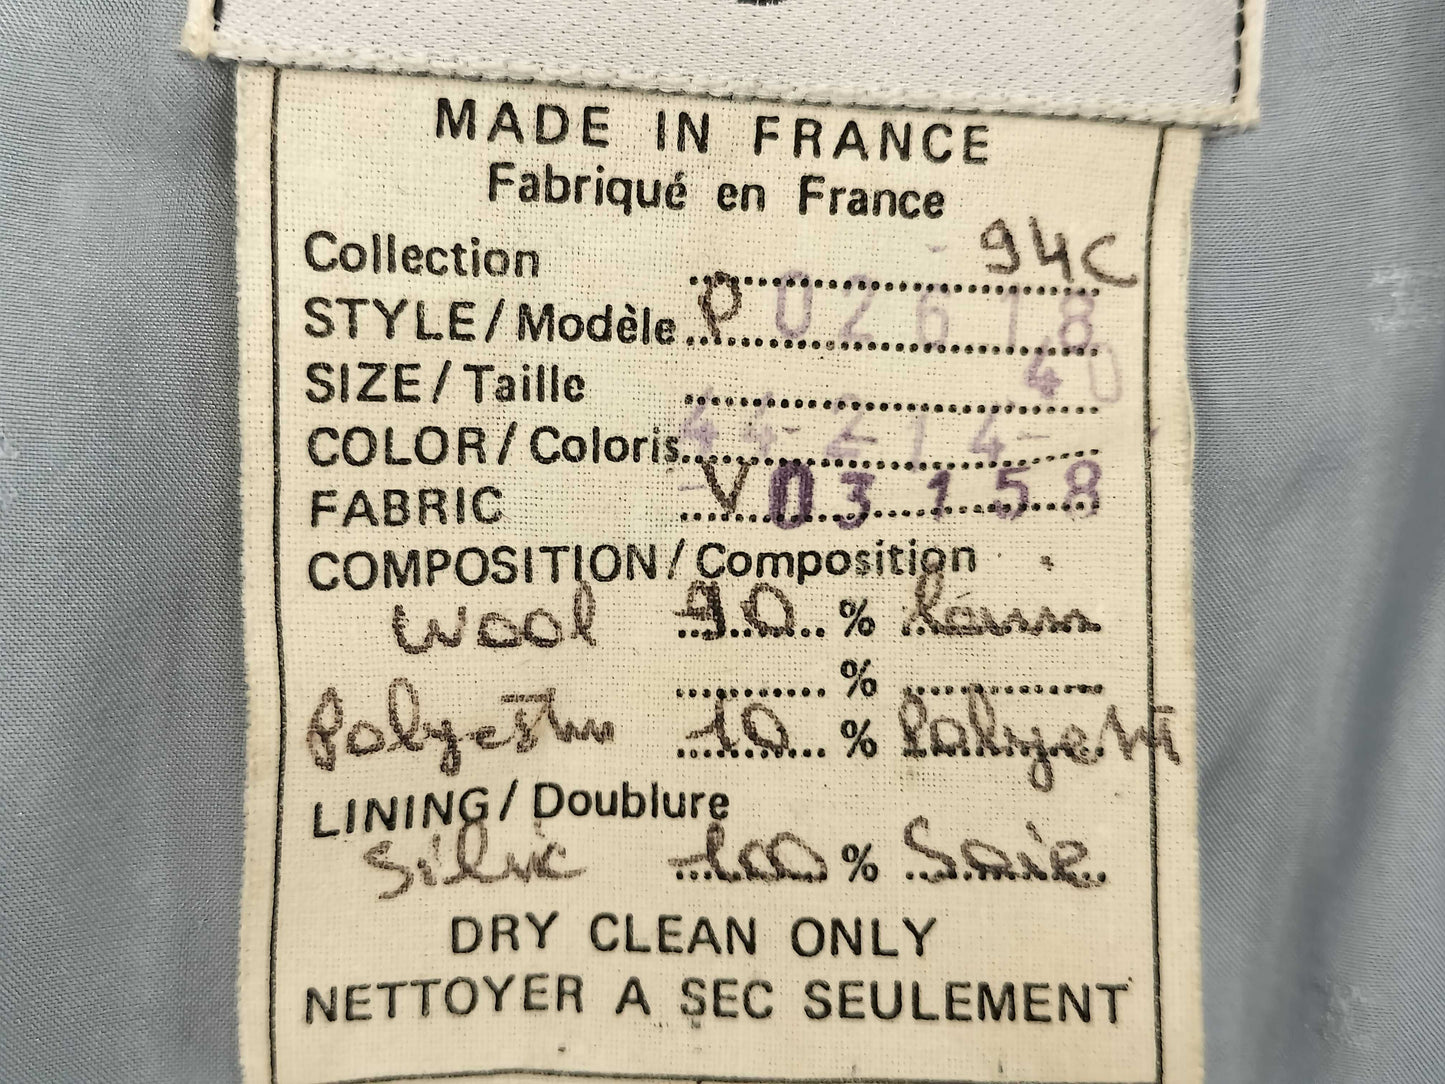 MADE IN FRANCE
Fabriqué en France
Collection 94C
STYLE/Modèle P02618
SIZE/Taille 40
COLOR/Coloris 44214
FABRIC V03158
COMPOSITION/Composition
Wool 90 % Laine
%
Polyester 10 % Polyester
LINING/Doublure
Silk 100 % Soie
DRY CLEAN ONLY
NETTOYER A SEC SEULEMENT